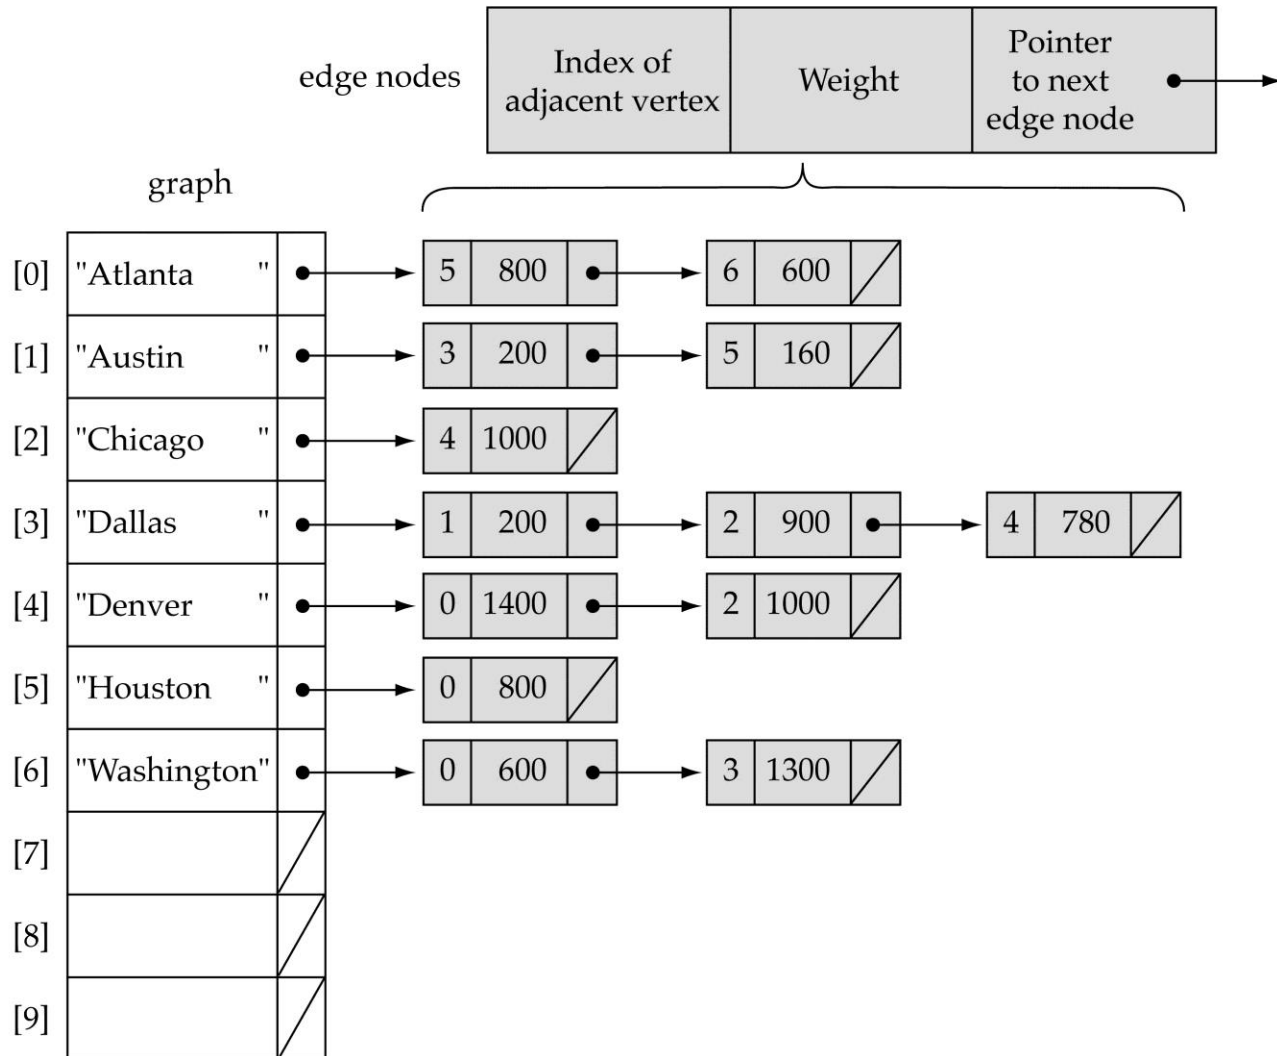 edge nodes
Index of
adjacent vertex
Weight
Pointer
to next
edge node
graph
[0] "Atlanta " 5 800 6 600
[1] "Austin " 3 200 5 160
[2] "Chicago " 4 1000
[3] "Dallas " 1 200 2 900 4 780
[4] "Denver " 0 1400 2 1000
[5] "Houston " 0 800
[6] "Washington" 0 600 3 1300
[7]
[8]
[9]